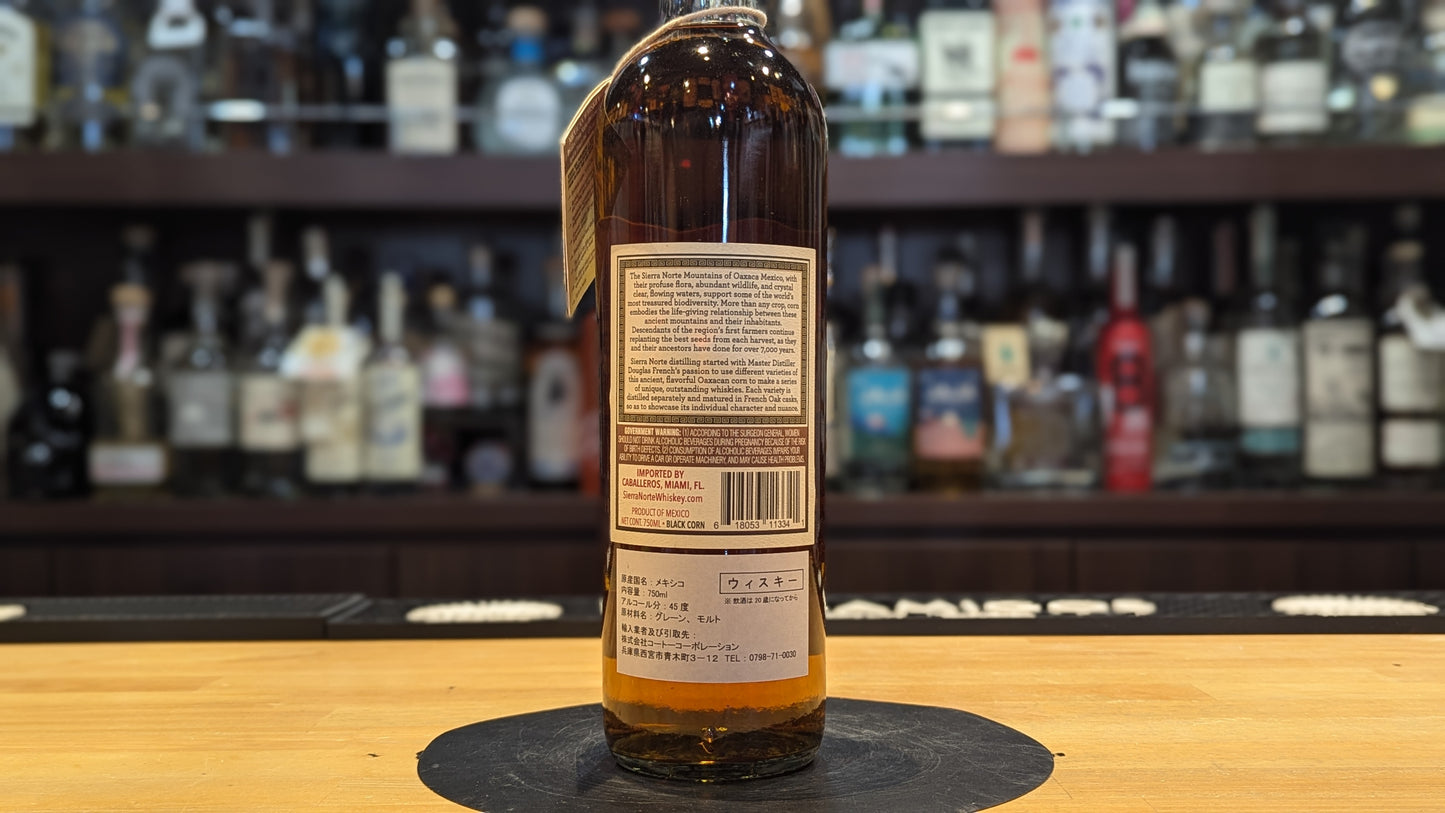 The Sierra Norte Mountains of Oaxaca Mexico, with
their profuse flora, abundant wildlife, and crystal
clear, flowing waters, support some of the world's
most treasured biodiversity. More than any crop, corn
embodies the life-giving relationship between these
ancient mountains and their inhabitants.
Descendants of the region's first farmers continue
replanting the best seeds from each harvest, as they
and their ancestors have done for over 7,000 years.
Sierra Norte distilling started with Master Distiller
Douglas French's passion to use different varieties of
this ancient, flavorful Oaxacan corn to make a series
of unique, outstanding whiskies. Each variety is
distilled separately and matured in French Oak casks,
so as to showcase its individual character and nuance.
GOVERNMENT WARNING: (1) ACCORDING TO THE SURGEON GENERAL, WOMEN
SHOULD NOT DRINK ALCOHOLIC BEVERAGES DURING PREGNANCY BECAUSE OF THE RISK
OF BIRTH DEFECTS. (2) CONSUMPTION OF ALCOHOLIC BEVERAGES IMPAIRS YOUR
ABILITY TO DRIVE A CAR OR OPERATE MACHINERY, AND MAY CAUSE HEALTH PROBLEMS.
IMPORTED BY
CABALLEROS, MIAMI, FL.
SierraNorteWhiskey.com
PRODUCT OF MEXICO
NET CONT. 750ML • BLACK CORN
6 18053 11334 1
原産国名：メキシコ
内容量：750ml
アルコール分：45度
原材料名：グレーン、モルト
ウィスキー
※飲酒は20歳になってから
輸入業者及び引取先：
株式会社コートーコーポレーション
兵庫県西宮市青木町3－12 TEL：0798-71-0030